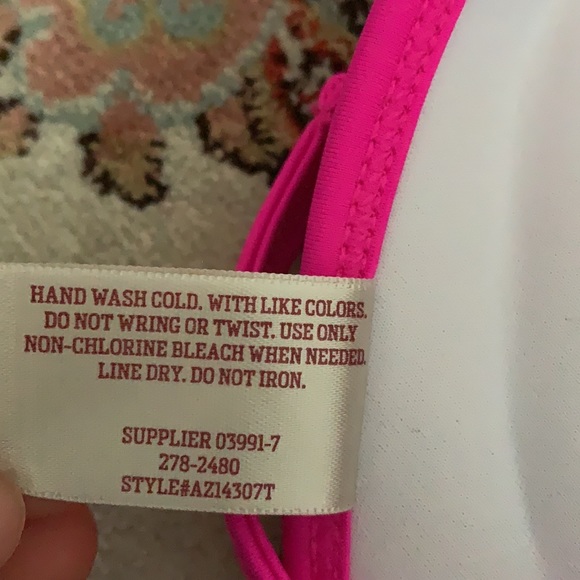 HAND WASH COLD. WITH LIKE COLORS.
DO NOT WRING OR TWIST. USE ONLY
NON-CHLORINE BLEACH WHEN NEEDED.
LINE DRY. DO NOT IRON.
SUPPLIER 03991-7
278-2480
STYLE#AZ14307T